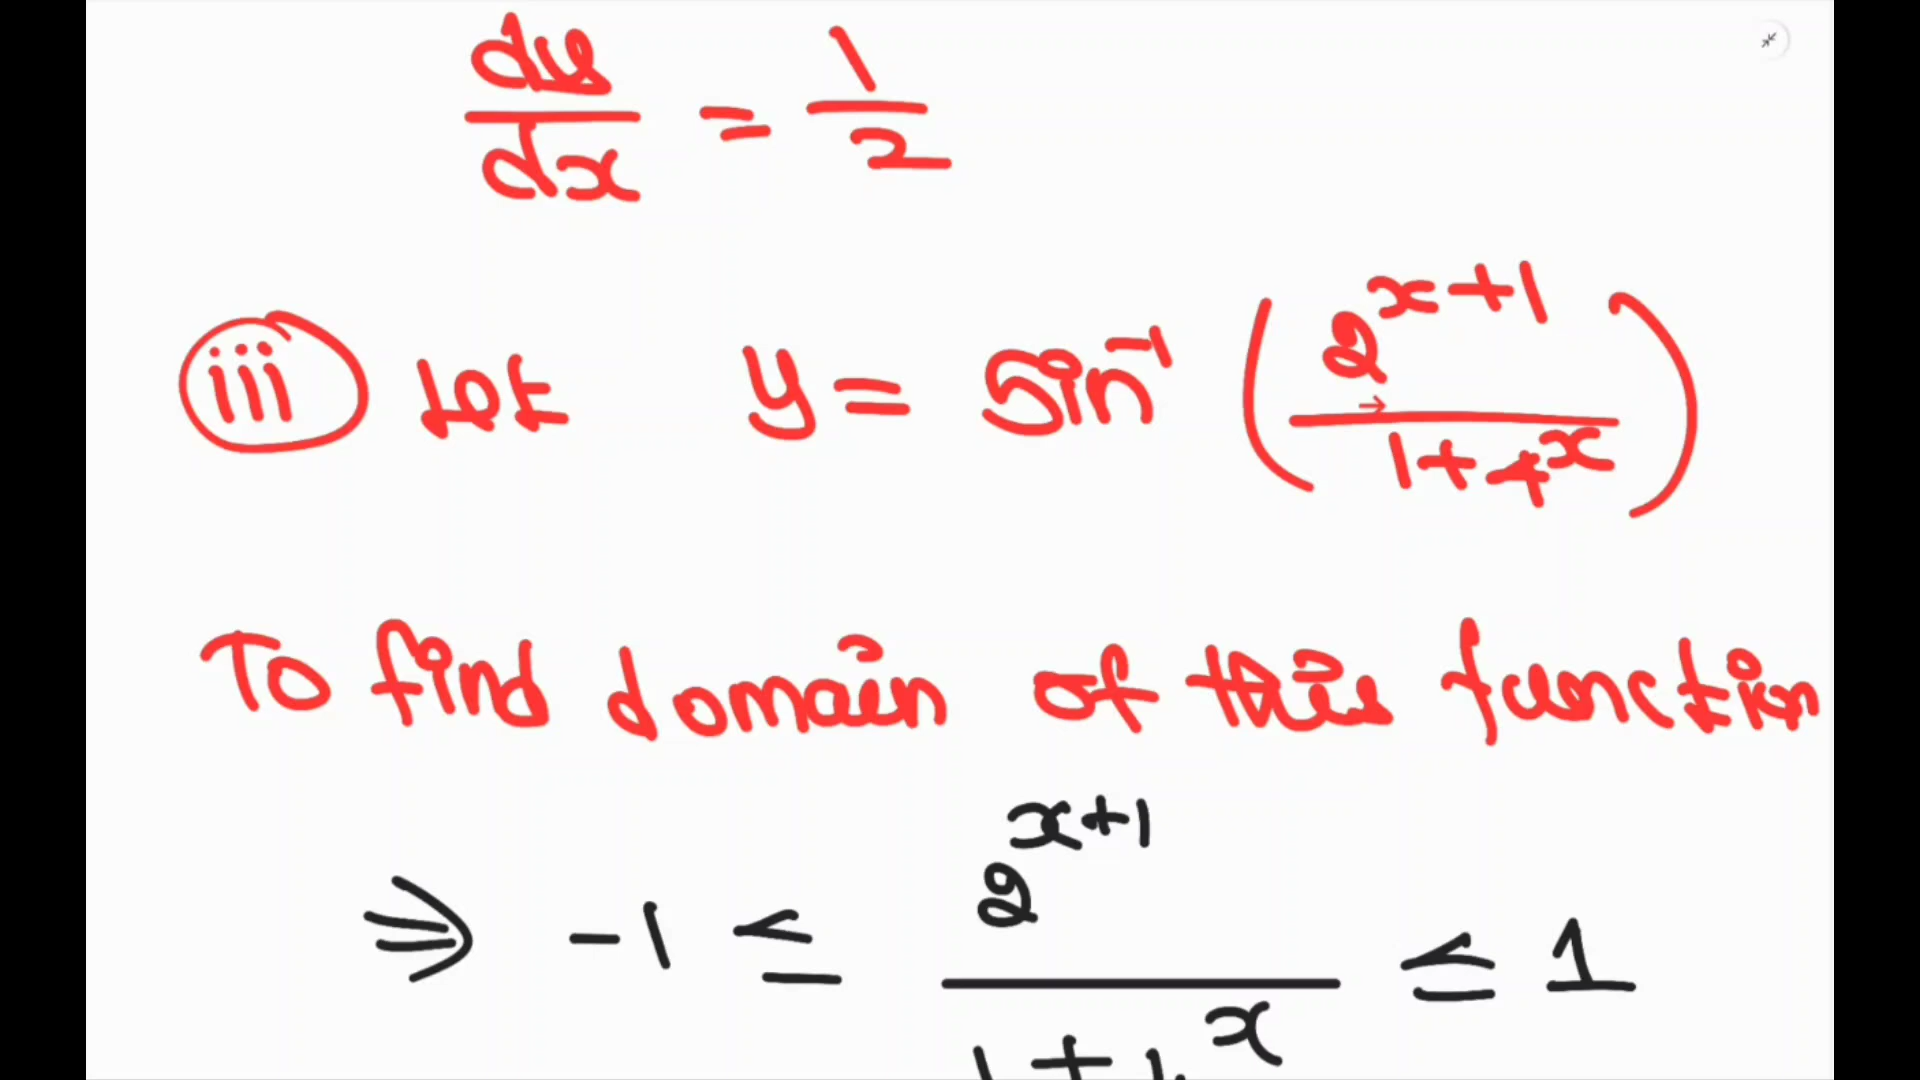 dy/dx = 1/2
iii Let y = sin⁻¹ (2^(x+1) / (1+4^x))
To find domain of this function
⇒ -1 ≤ 2^(x+1) / (1+4^x) ≤ 1